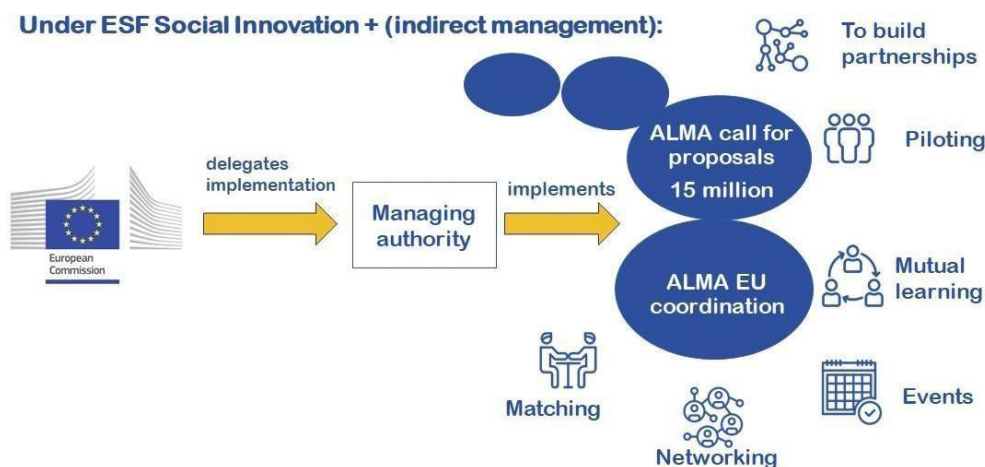 Under ESF Social Innovation + (indirect management):
To build
partnerships
ALMA call for
proposals
15 million
Piloting
delegates
implementation
implements
Managing
authority
European
Commission
ALMA EU
coordination
Mutual
learning
Matching
Events
Networking